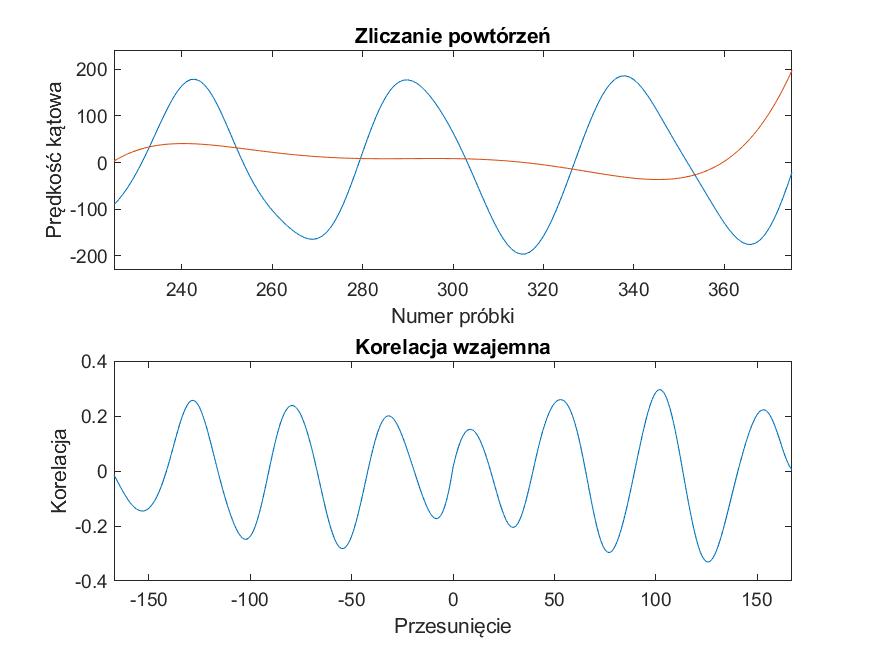 Zliczanie powtórzeń
200
100
0
-100
-200
Prędkość kątowa
240 260 280 300 320 340 360
Numer próbki
Korelacja wzajemna
0.4
0.2
0
-0.2
-0.4
Korelacja
-150 -100 -50 0 50 100 150
Przesunięcie